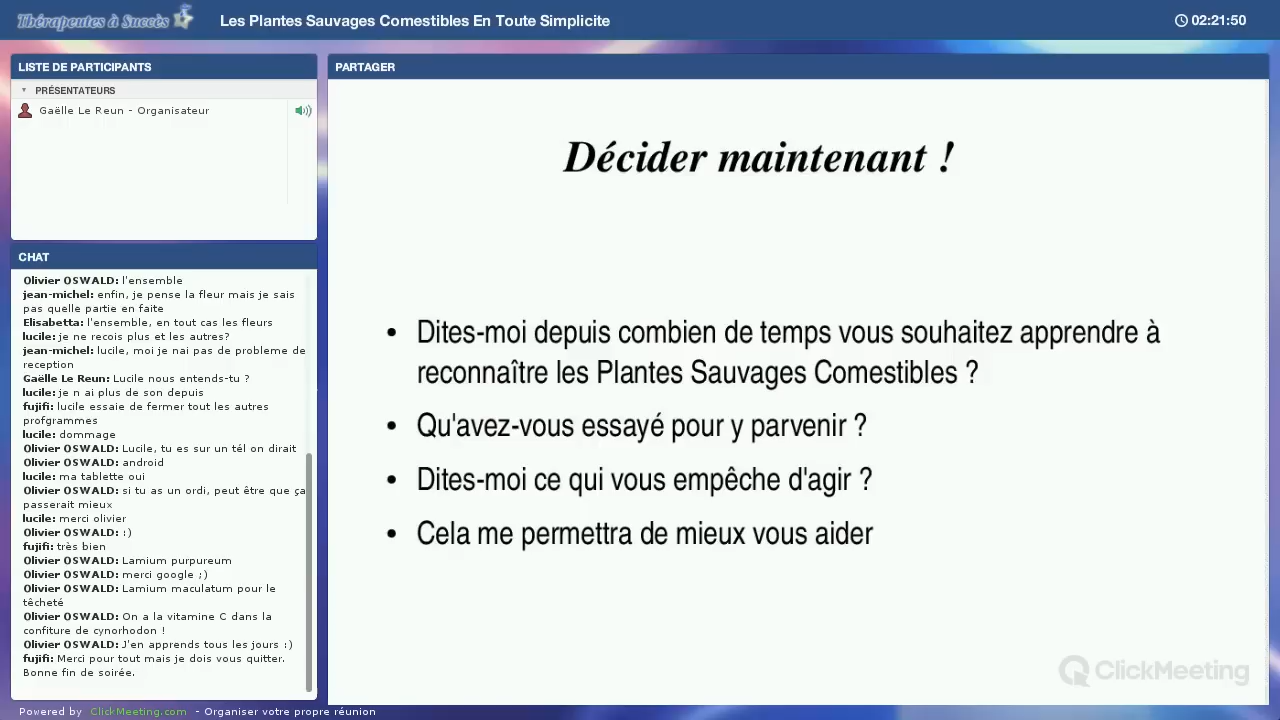 Thérapeutes à Succès
Les Plantes Sauvages Comestibles En Toute Simplicite
02:21:50
LISTE DE PARTICIPANTS
PRÉSENTATEURS
Gaëlle Le Reun - Organisateur
CHAT
Olivier OSWALD: l'ensemble
jean-michel: enfin, je pense la fleur mais je sais
pas quelle partie en faite
Elisabetta: l'ensemble, en tout cas les fleurs
lucile: je ne recois plus et les autres?
jean-michel: lucile, moi je nai pas de probleme de
reception
Gaëlle Le Reun: Lucile nous entends-tu ?
lucile: je n ai plus de son depuis
fujifi: lucile essaie de fermer tout les autres
profgrammes
lucile: dommage
Olivier OSWALD: Lucile, tu es sur un tél on dirait
Olivier OSWALD: android
lucile: ma tablette our
Olivier OSWALD: si tu as un ordi, peut être que ça
passerait mieux
lucile: merci olivier
Olivier OSWALD: :)
fujifi: très bien
Olivier OSWALD: Lamium purpureum
Olivier OSWALD: merci google ;)
Olivier OSWALD: Lamium maculatum pour le
têcheté
Olivier OSWALD: On a la vitamine C dans la
confiture de cynorhodon !
Olivier OSWALD: J'en apprends tous les jours :)
fujifi: Merci pour tout mais je dois vous quitter.
Bonne fin de soirée.
PARTAGER
Décider maintenant !
• Dites-moi depuis combien de temps vous souhaitez apprendre à
reconnaître les Plantes Sauvages Comestibles ?
• Qu'avez-vous essayé pour y parvenir ?
• Dites-moi ce qui vous empêche d'agir ?
• Cela me permettra de mieux vous aider
ClickMeeting
Powered by ClickMeeting.com - Organiser votre propre réunion